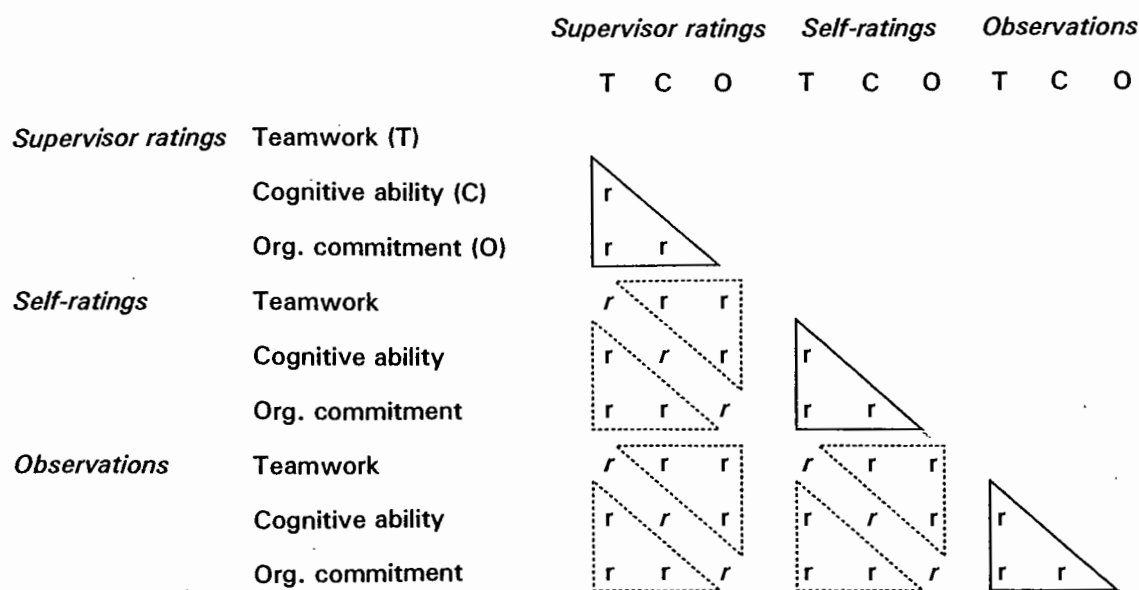 Supervisor ratings Self-ratings Observations
T C O T C O T C O
Supervisor ratings Teamwork (T)
Cognitive ability (C) r
Org. commitment (O) r r
Self-ratings Teamwork r r r
Cognitive ability r r r r
Org. commitment r r r r r
Observations Teamwork r r r r r r
Cognitive ability r r r r r r r
Org. commitment r r r r r r r r